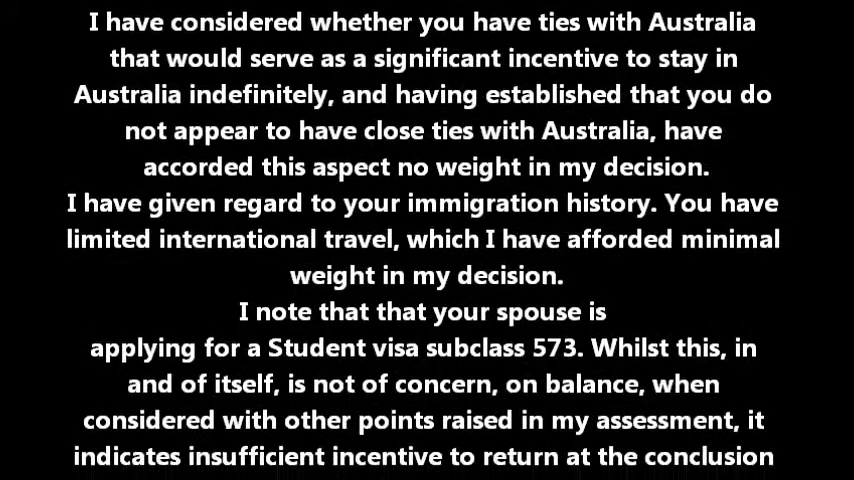 I have considered whether you have ties with Australia
that would serve as a significant incentive to stay in
Australia indefinitely, and having established that you do
not appear to have close ties with Australia, have
accorded this aspect no weight in my decision.
I have given regard to your immigration history. You have
limited international travel, which I have afforded minimal
weight in my decision.
I note that that your spouse is
applying for a Student visa subclass 573. Whilst this, in
and of itself, is not of concern, on balance, when
considered with other points raised in my assessment, it
indicates insufficient incentive to return at the conclusion